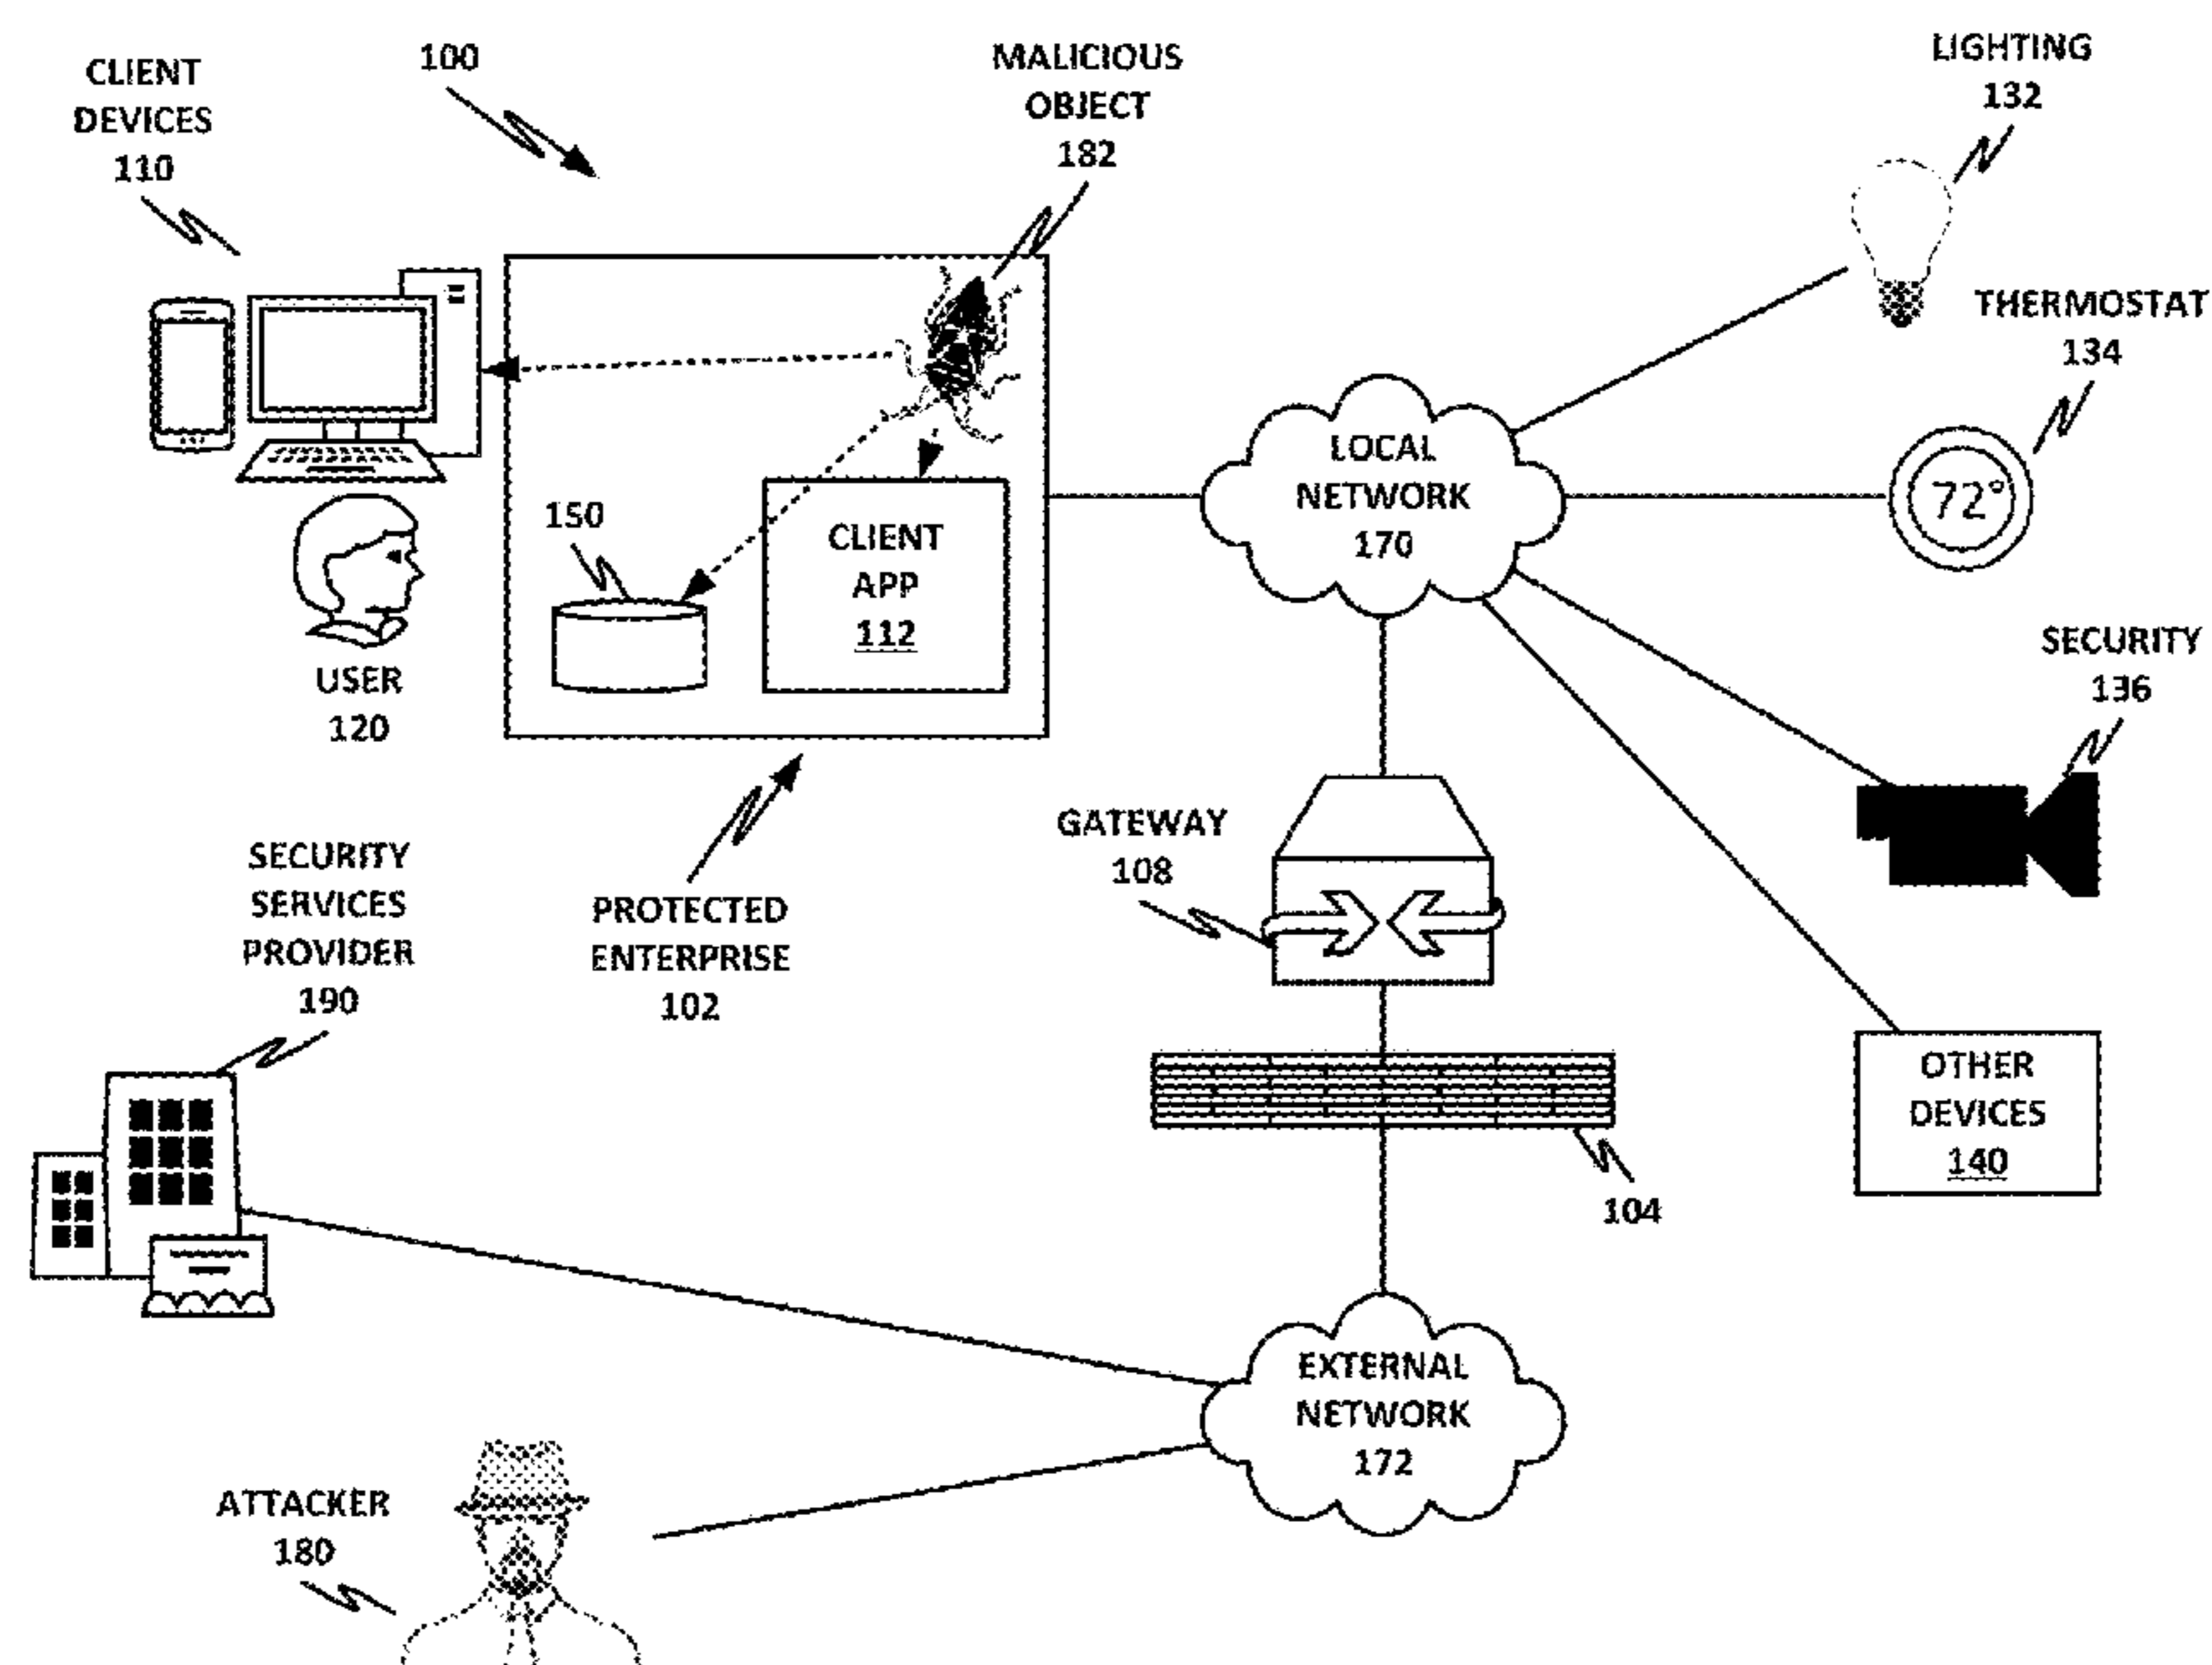 CLIENT
DEVICES
110
100
MALICIOUS
OBJECT
182
LIGHTING
132
THERMOSTAT
134
72°
LOCAL
NETWORK
170
150
CLIENT
APP
112
USER
120
SECURITY
136
GATEWAY
108
SECURITY
SERVICES
PROVIDER
190
PROTECTED
ENTERPRISE
102
OTHER
DEVICES
140
104
EXTERNAL
NETWORK
172
ATTACKER
180